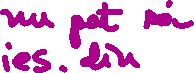 nu pot să
ies. din